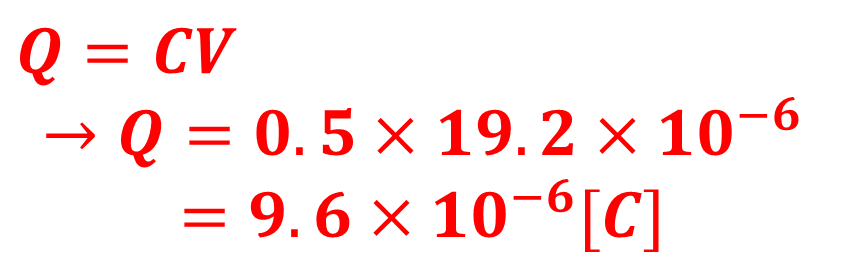 Q = CV
→ Q = 0.5 × 19.2 × 10⁻⁶
= 9.6 × 10⁻⁶[C]